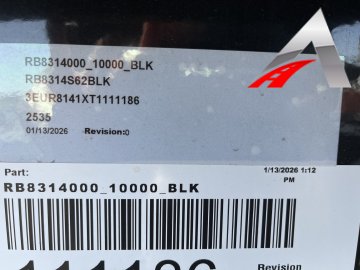 RB8314000_10000_BLK
RB8314S62BLK
3EUR8141XT1111186
2535
01/13/2026 Revision:0
Part: 1/13/2026 1:12 PM
RB8314000_10000_BLK
Revision